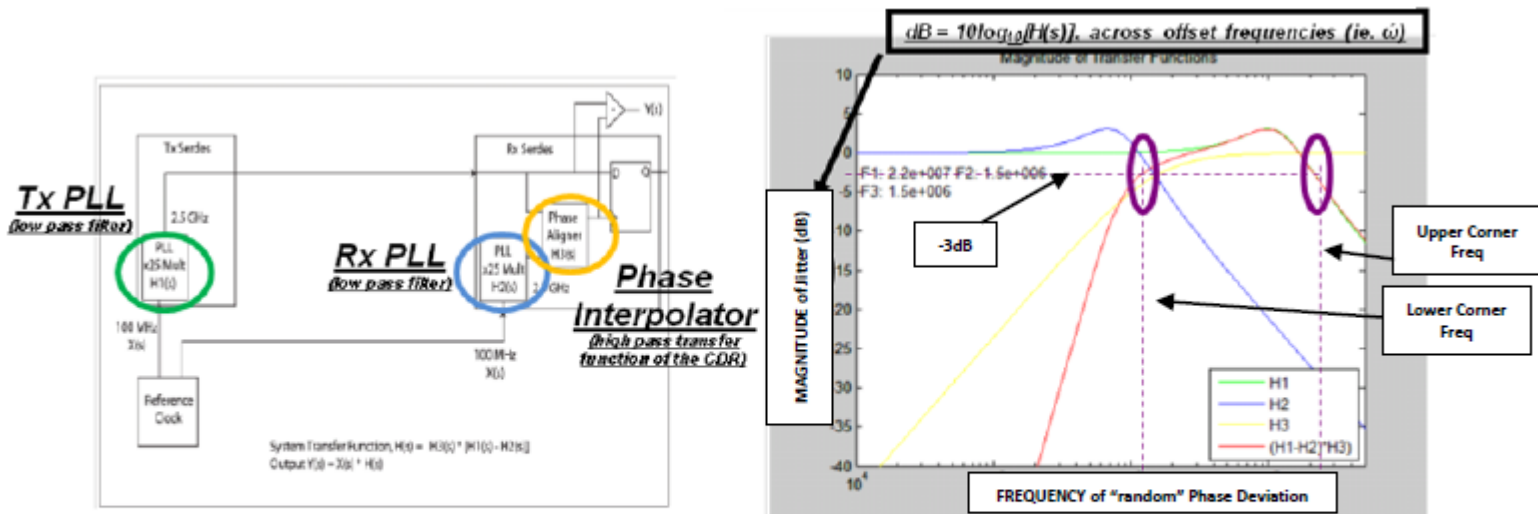 Tx Serdes
Tx PLL
(low pass filter)
2.5 GHz
PLL
x25 Mult
H1(s)
100 MHz
X(s)
Reference
Clock
Y(s)
Rx Serdes
D
Q
Phase
Aligner
H3(s)
Rx PLL
(low pass filter)
PLL
x25 Mult
H2(s)
GHz
100 MHz
X(s)
Phase
Interpolator
(high pass transfer
function of the CDR)
System Transfer Function, H(s) = H3(s) * [H1(s) - H2(s)]
Output Y(s) = X(s) * H(s)
dB = 10log10[H(s)], across offset frequencies (ie. ώ)
Magnitude of Transfer Functions
10
5
0
-5
10
15
20
25
-30
-35
-40
10^4
F1: 2.2e+007 F2: 1.5e+006
F3: 1.5e+006
-3dB
MAGNITUDE of Jitter (dB)
Upper Corner
Freq
Lower Corner
Freq
H1
H2
H3
(H1-H2)*H3)
FREQUENCY of "random" Phase Deviation